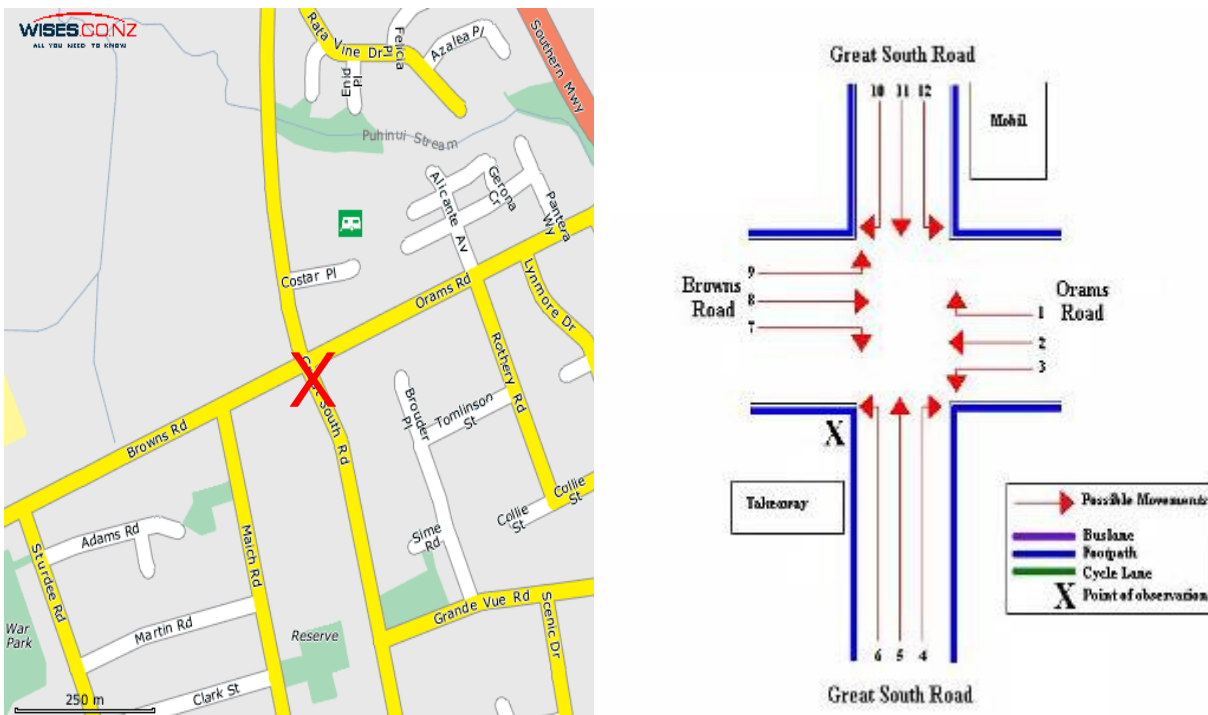 WISES.CO.NZ
ALL YOU NEED TO KNOW
Rata Vine Dr
Felicia Pl
Azalea Pl
Enid Pl
Southern Mwy
Puhinui Stream
Alicante Av
Gerona Cr
Pantera Wy
Costar Pl
Orams Rd
Lynmore Dr
Great South Rd
Rothery Rd
Brouder Pl
Tomlinson St
Browns Rd
X
Collie St
Collie St
Adams Rd
Maich Rd
Sime Rd
Sturdee Rd
Grande Vue Rd
Scenic Dr
War Park
Martin Rd
Reserve
Clark St
250 m
Great South Road
10 11 12
Mobil
Browns Road
9
8
7
Orams Road
1
2
3
X
Takeaway
Possible Movements
Buslane
Footpath
Cycle Lane
X Point of observation
6 5 4
Great South Road